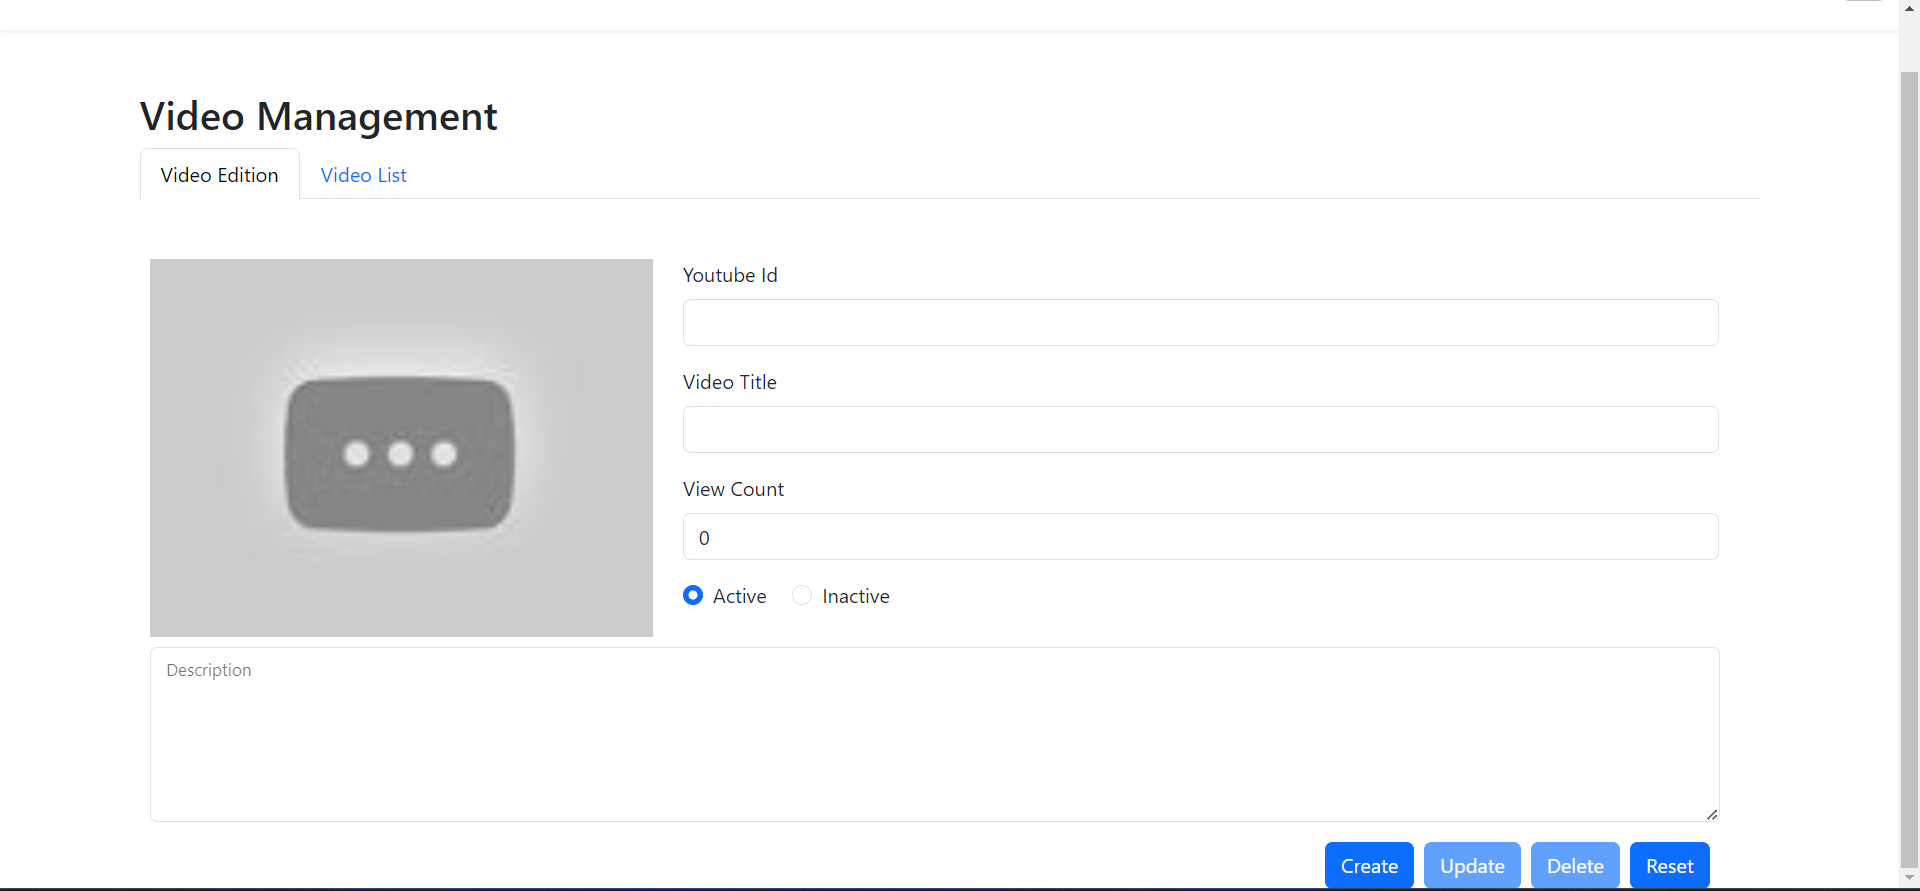 Video Management
Video Edition
Video List
Youtube Id
Video Title
View Count
0
Active
Inactive
Description
Create
Update
Delete
Reset